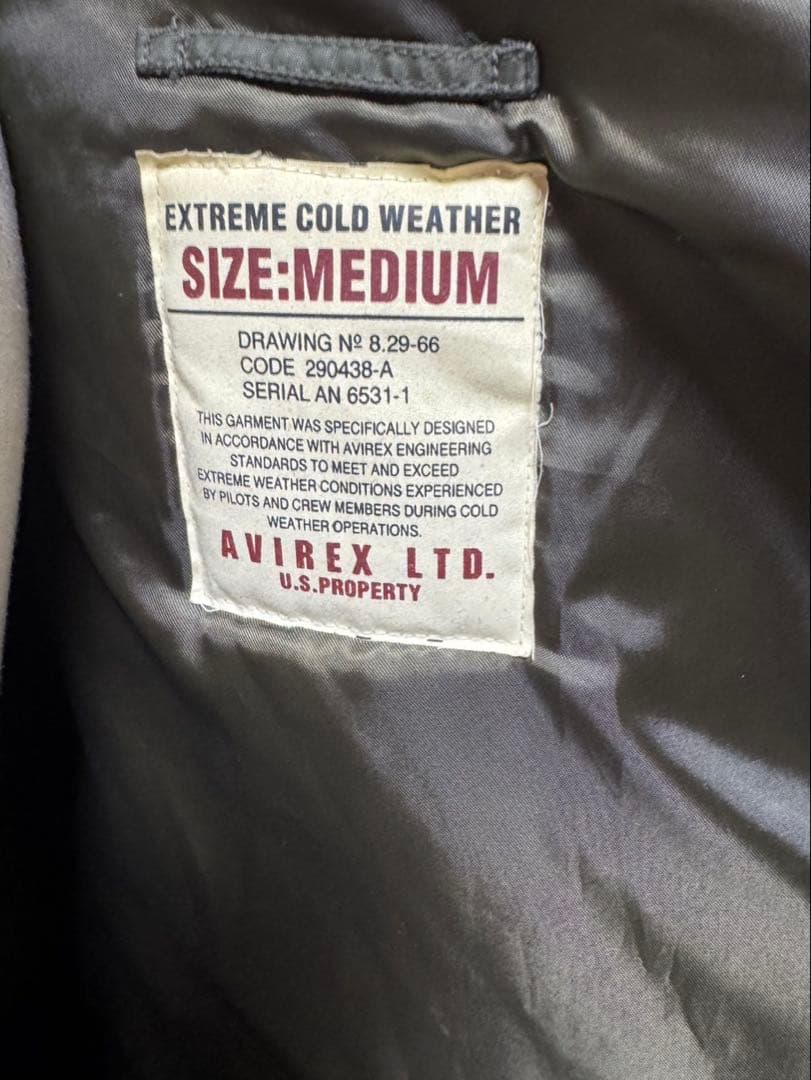 EXTREME COLD WEATHER
SIZE:MEDIUM
DRAWING Nº 8.29-66
CODE 290438-A
SERIAL AN 6531-1
THIS GARMENT WAS SPECIFICALLY DESIGNED
IN ACCORDANCE WITH AVIREX ENGINEERING
STANDARDS TO MEET AND EXCEED
EXTREME WEATHER CONDITIONS EXPERIENCED
BY PILOTS AND CREW MEMBERS DURING COLD
WEATHER OPERATIONS.
AVIREX LTD.
U.S.PROPERTY